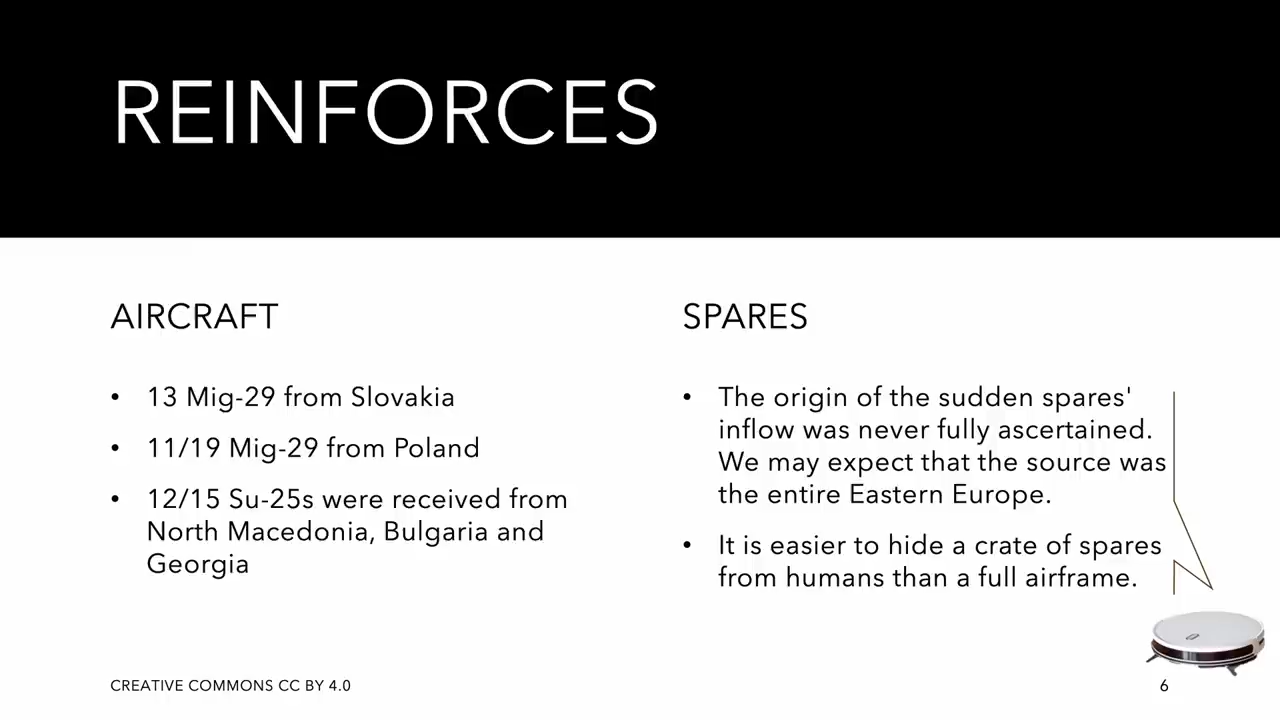 REINFORCES
AIRCRAFT
• 13 Mig-29 from Slovakia
• 11/19 Mig-29 from Poland
• 12/15 Su-25s were received from
North Macedonia, Bulgaria and
Georgia
SPARES
• The origin of the sudden spares'
inflow was never fully ascertained.
We may expect that the source was
the entire Eastern Europe.
• It is easier to hide a crate of spares
from humans than a full airframe.
CREATIVE COMMONS CC BY 4.0
6